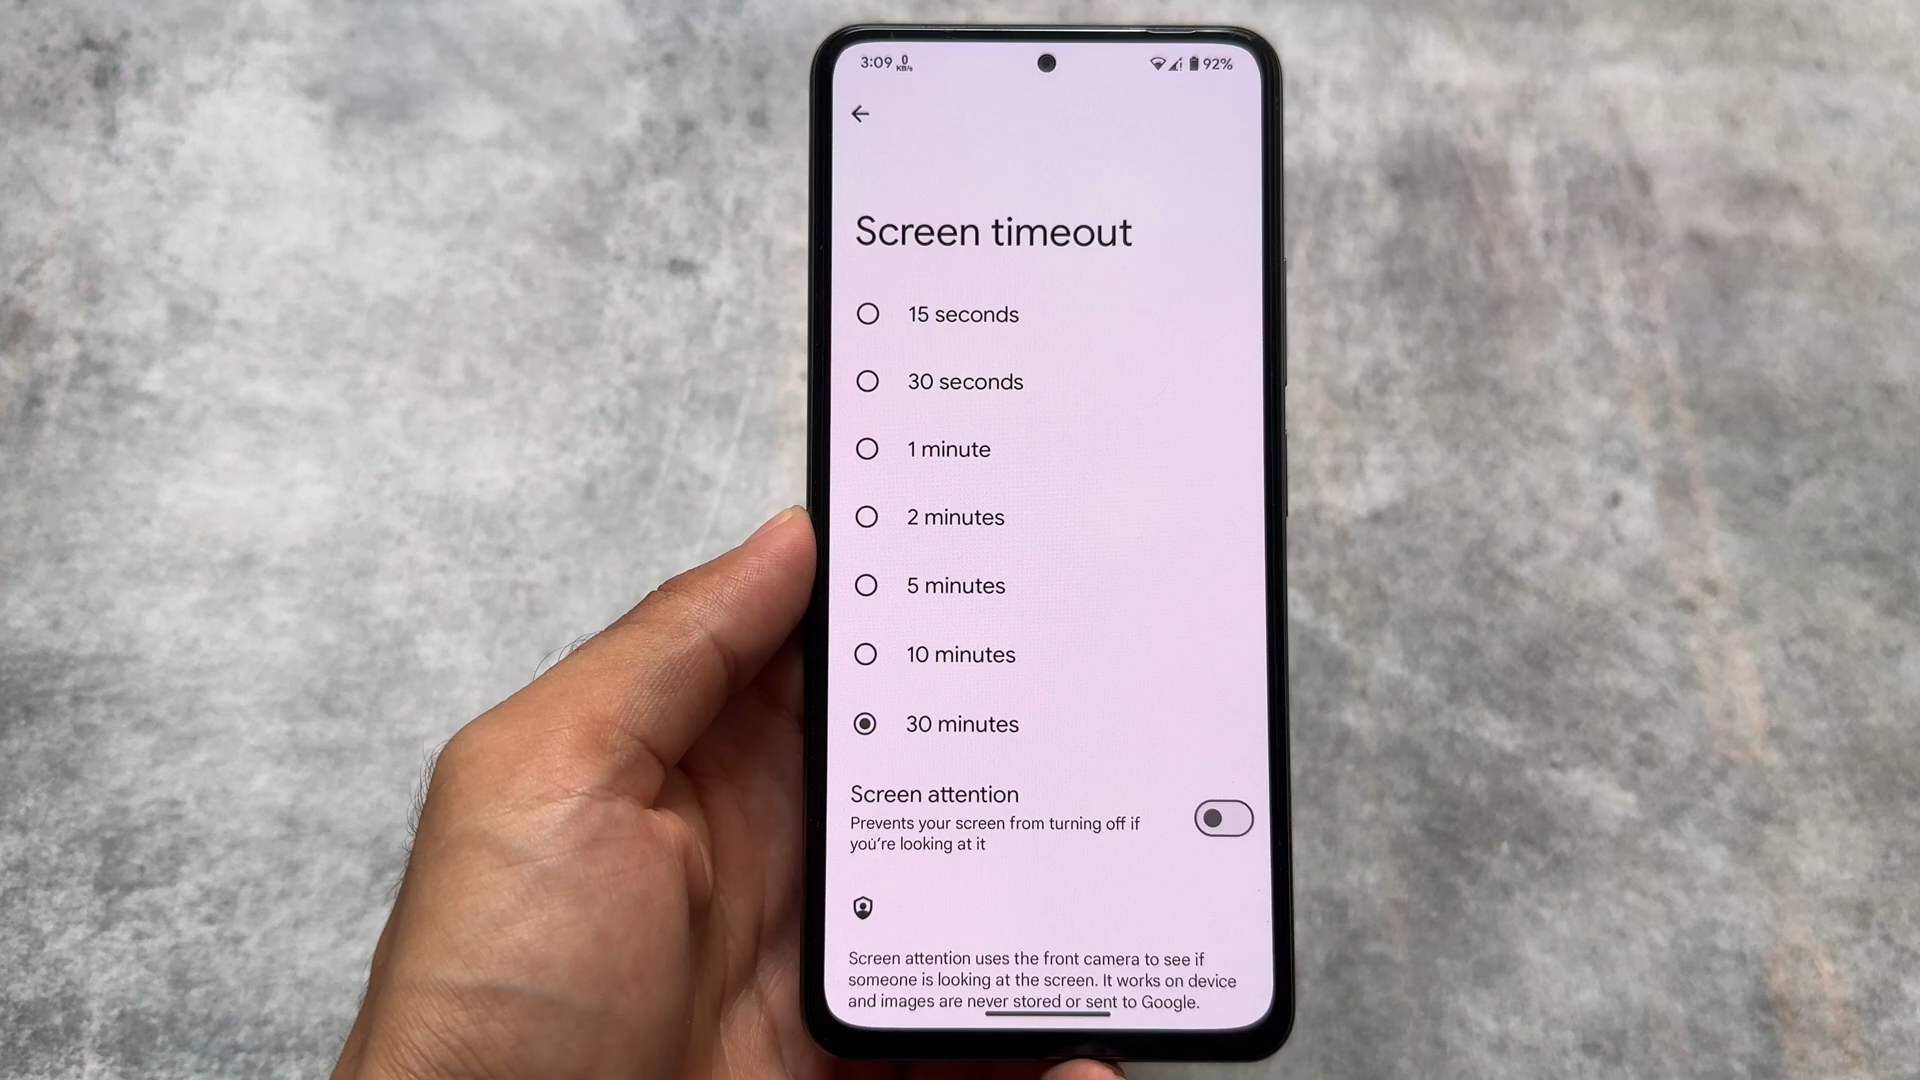 3:09 0 KB/s 92%
Screen timeout
15 seconds
30 seconds
1 minute
2 minutes
5 minutes
10 minutes
30 minutes
Screen attention
Prevents your screen from turning off if
you're looking at it
Screen attention uses the front camera to see if
someone is looking at the screen. It works on device
and images are never stored or sent to Google.